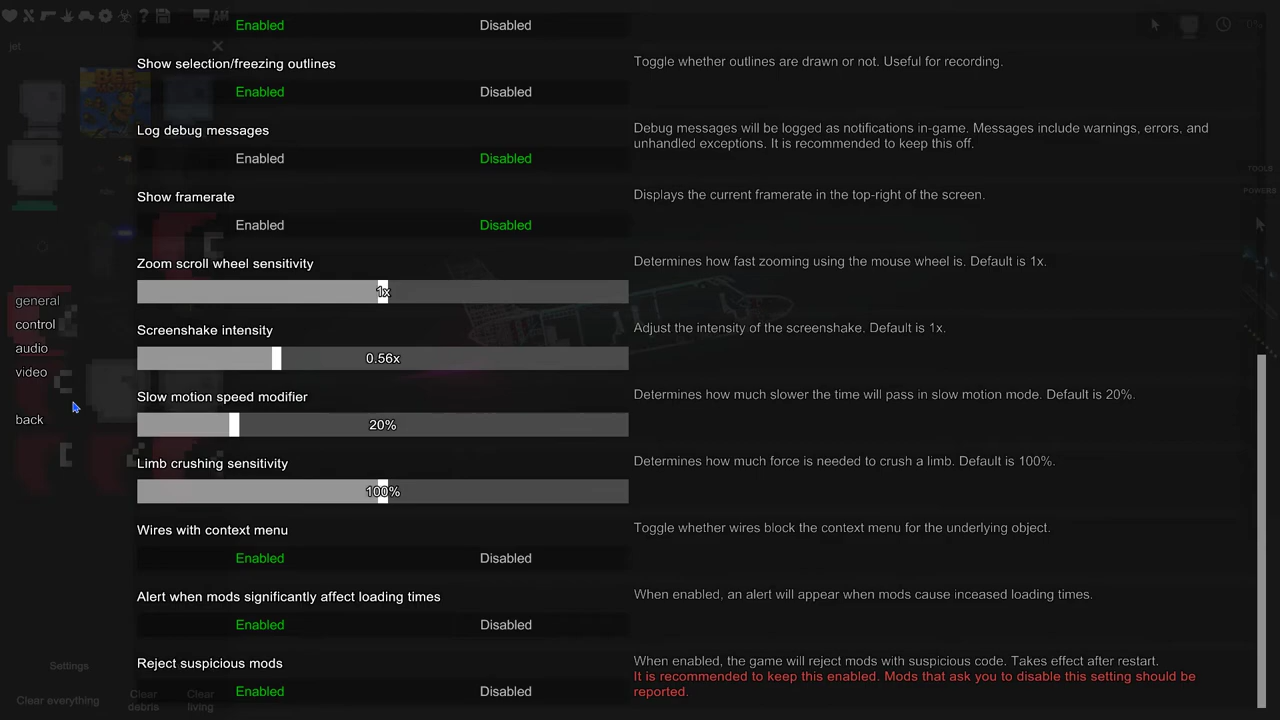 AM
jet
Enabled Disabled
Show selection/freezing outlines
Toggle whether outlines are drawn or not. Useful for recording.
Enabled Disabled
Log debug messages
Debug messages will be logged as notifications in-game. Messages include warnings, errors, and
unhandled exceptions. It is recommended to keep this off.
Enabled Disabled
TOOLS
POWERS
Show framerate
Displays the current framerate in the top-right of the screen.
Enabled Disabled
Zoom scroll wheel sensitivity
Determines how fast zooming using the mouse wheel is. Default is 1x.
1x
general
control
audio
video
back
Screenshake intensity
Adjust the intensity of the screenshake. Default is 1x.
0.56x
Slow motion speed modifier
Determines how much slower the time will pass in slow motion mode. Default is 20%.
20%
Limb crushing sensitivity
Determines how much force is needed to crush a limb. Default is 100%.
100%
Wires with context menu
Toggle whether wires block the context menu for the underlying object.
Enabled Disabled
Alert when mods significantly affect loading times
When enabled, an alert will appear when mods cause inceased loading times.
Enabled Disabled
Reject suspicious mods
When enabled, the game will reject mods with suspicious code. Takes effect after restart.
It is recommended to keep this enabled. Mods that ask you to disable this setting should be
reported.
Enabled Disabled
Settings
Clear everything
Clear
debris
Clear
living